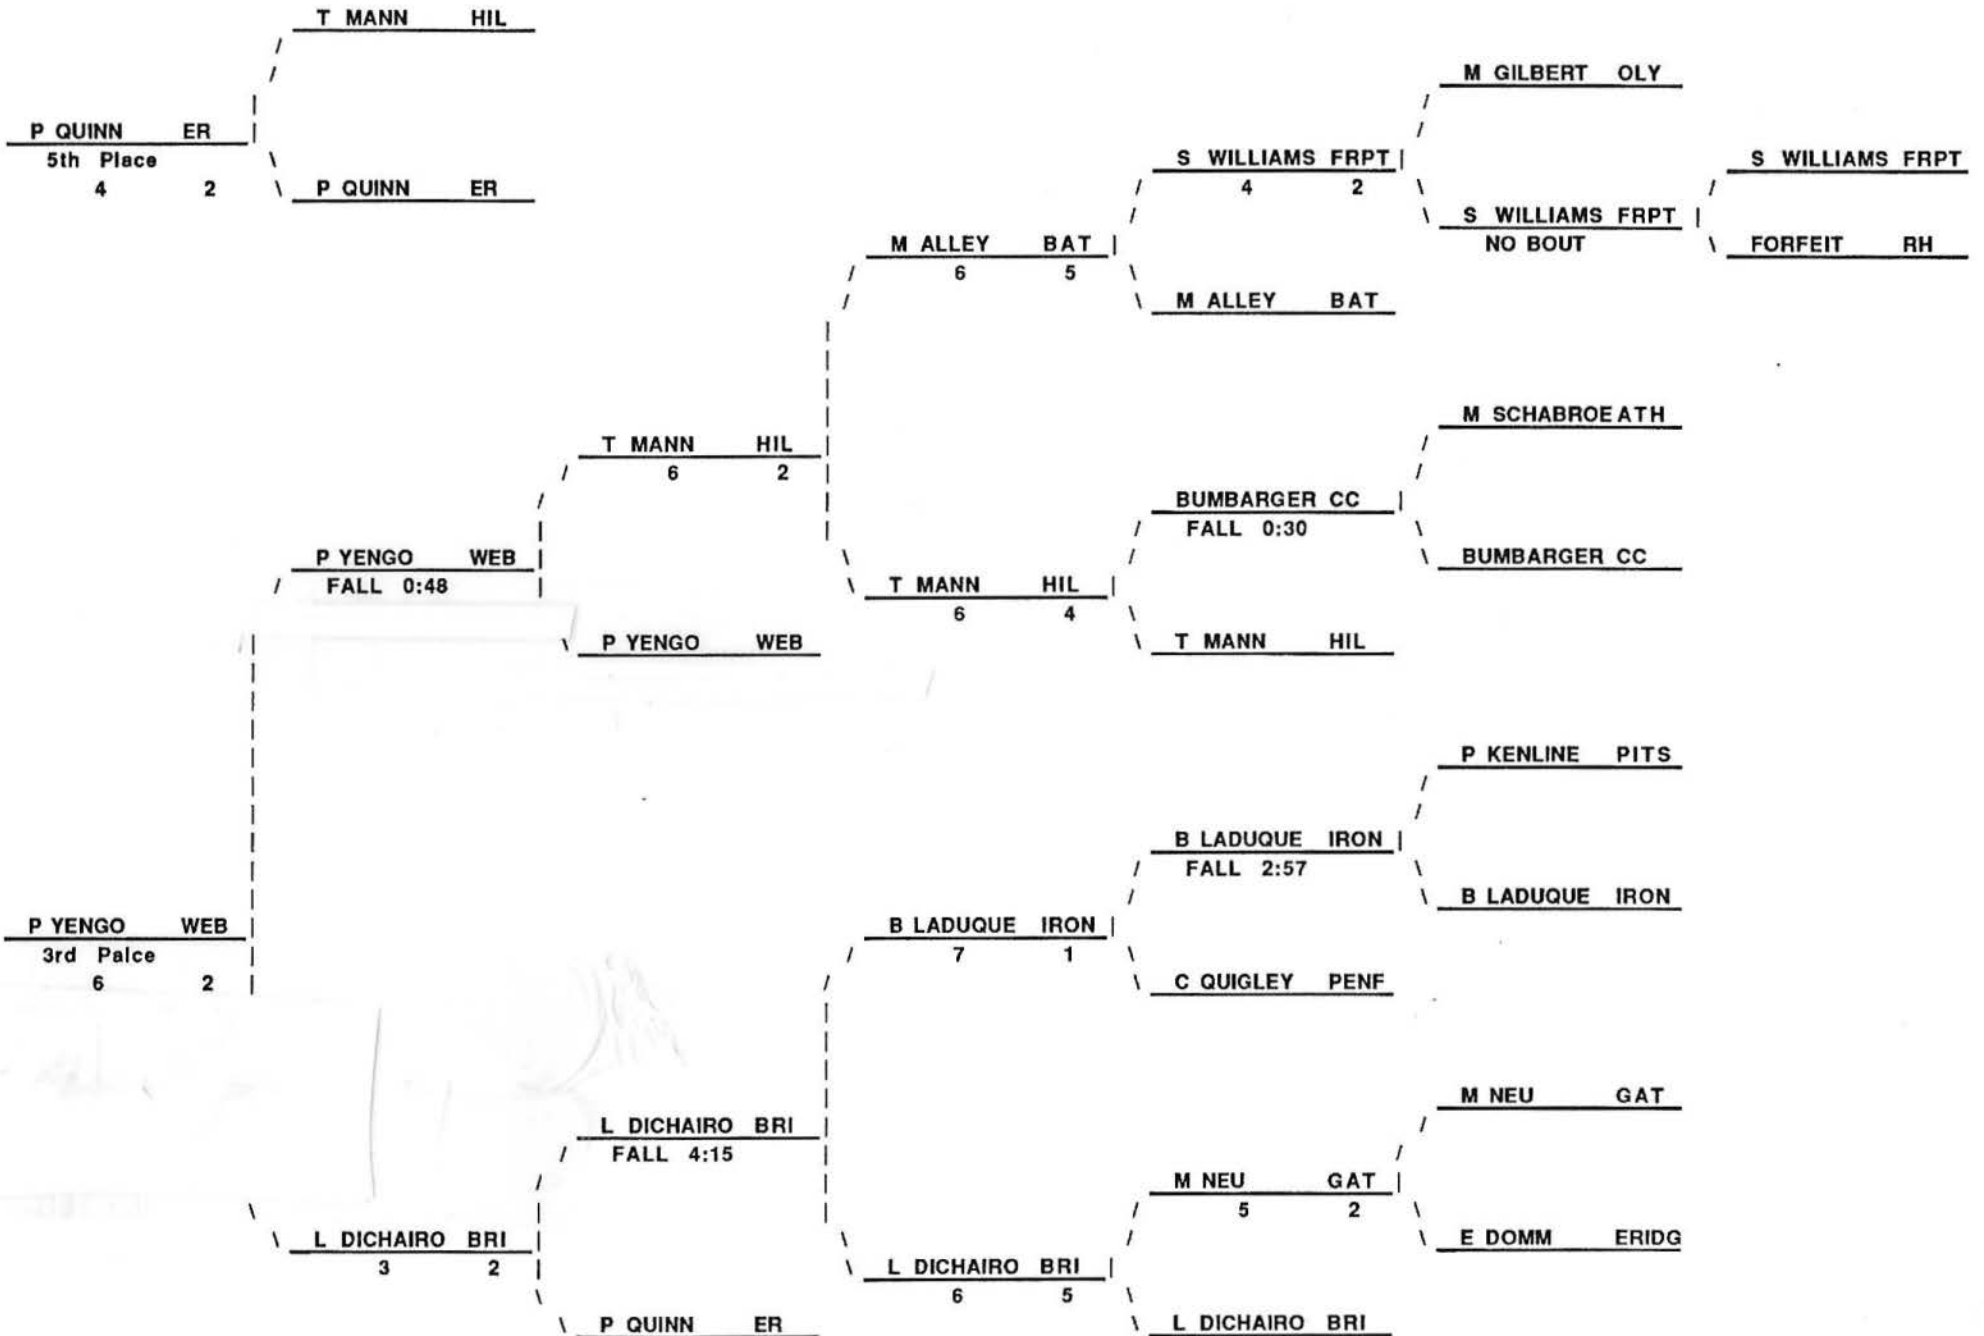 T MANN HIL
M GILBERT OLY
P QUINN ER
5th Place
4 2
S WILLIAMS FRPT
4 2
S WILLIAMS FRPT
P QUINN ER
S WILLIAMS FRPT
NO BOUT
M ALLEY BAT
6 5
FORFEIT RH
M ALLEY BAT
M SCHABROE ATH
T MANN HIL
6 2
BUMBARGER CC
FALL 0:30
P YENGO WEB
FALL 0:48
BUMBARGER CC
T MANN HIL
6 4
P YENGO WEB
T MANN HIL
P KENLINE PITS
B LADUQUE IRON
FALL 2:57
B LADUQUE IRON
P YENGO WEB
3rd Palce
6 2
B LADUQUE IRON
7 1
C QUIGLEY PENF
M NEU GAT
L DICHAIRO BRI
FALL 4:15
M NEU GAT
5 2
L DICHAIRO BRI
3 2
E DOMM ERIDG
L DICHAIRO BRI
6 5
P QUINN ER
L DICHAIRO BRI